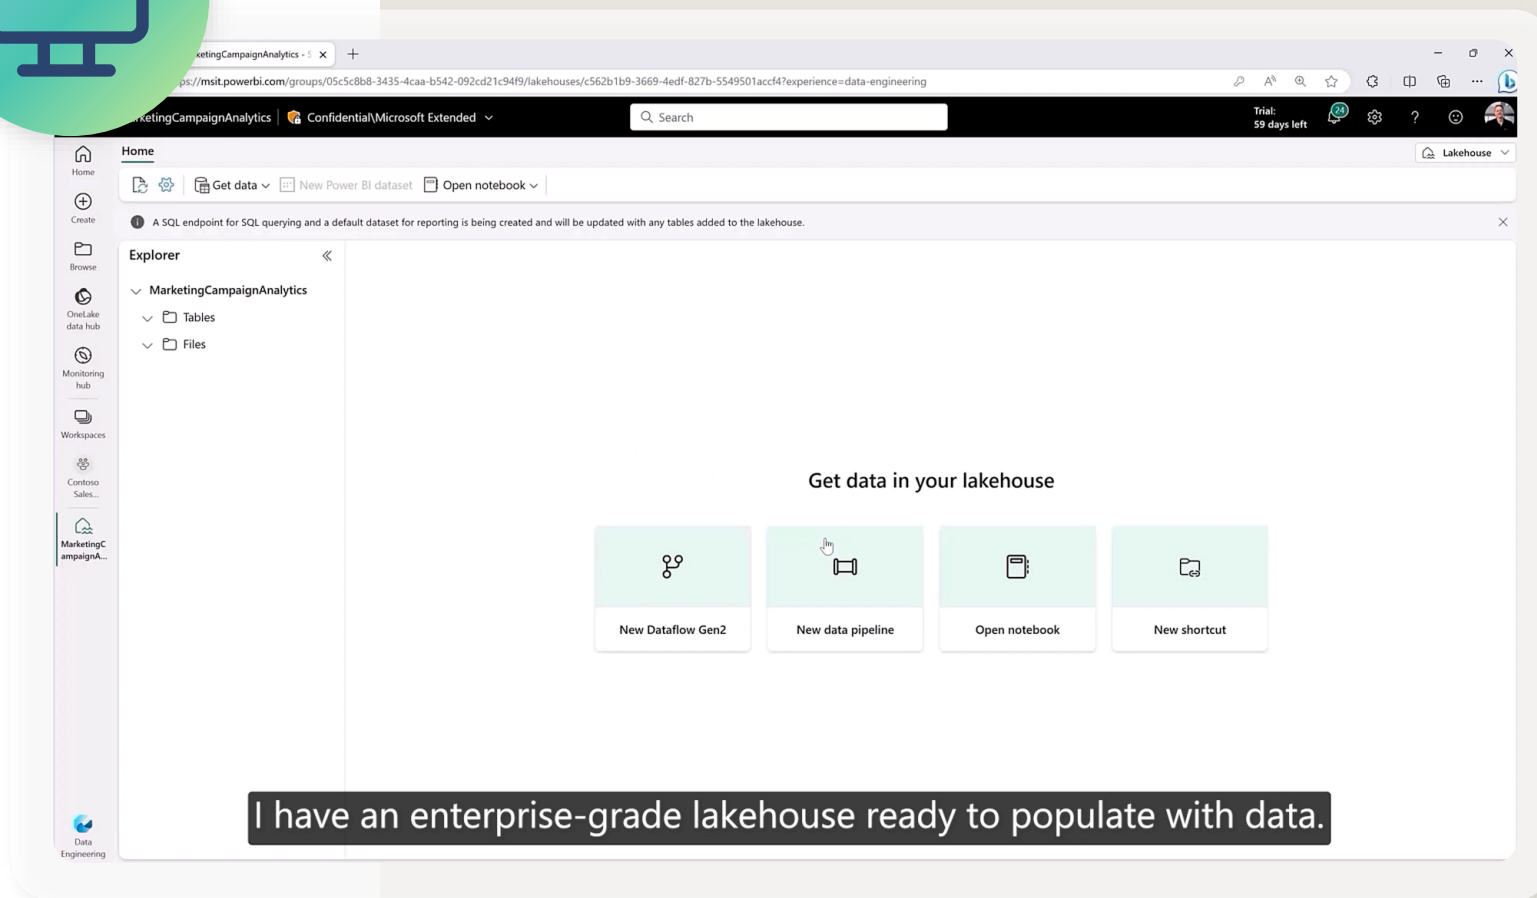 ketingCampaignAnalytics - S
ps://msit.powerbi.com/groups/05c5c8b8-3435-4caa-b542-092cd21c94f9/lakehouses/c562b1b9-3669-4edf-827b-5549501accf4?experience=data-engineering
rketingCampaignAnalytics
Confidential\Microsoft Extended
Search
Trial:
59 days left
24
Home
Lakehouse
Get data
New Power BI dataset
Open notebook
A SQL endpoint for SQL querying and a default dataset for reporting is being created and will be updated with any tables added to the lakehouse.
Home
Create
Browse
OneLake
data hub
Monitoring
hub
Workspaces
Contoso
Sales...
MarketingC
ampaignA...
Data
Engineering
Explorer
MarketingCampaignAnalytics
Tables
Files
Get data in your lakehouse
New Dataflow Gen2
New data pipeline
Open notebook
New shortcut
I have an enterprise-grade lakehouse ready to populate with data.